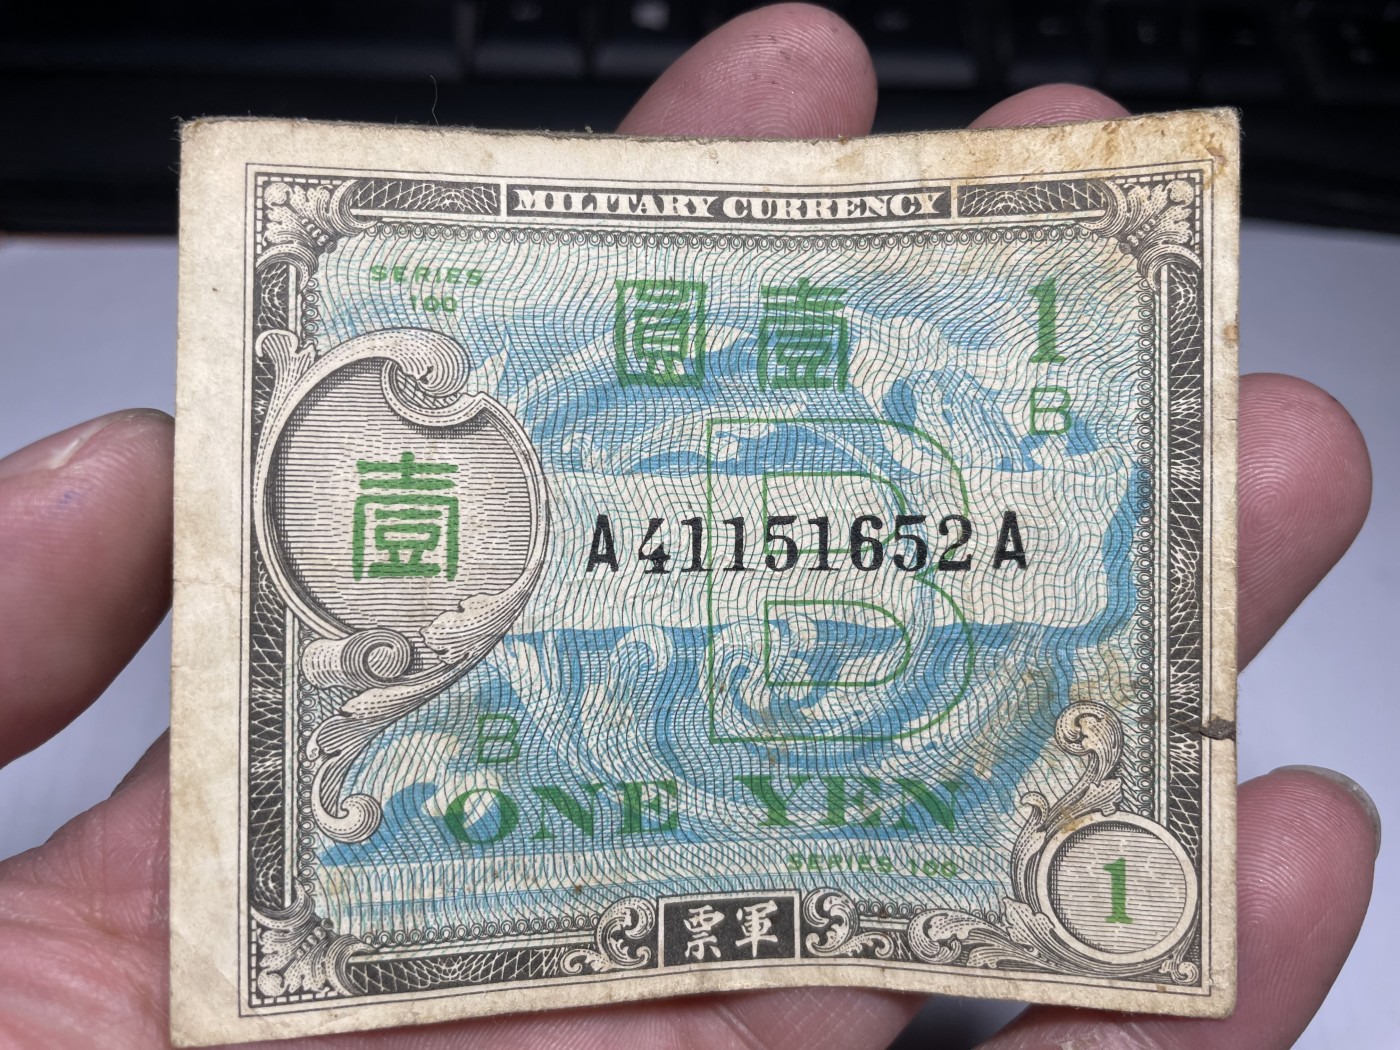 MILITARY CURRENCY
SERIES
100
圓壹
1
B
壹
A41151652A
B
B
ONE YEN
SERIES 100
票軍
1